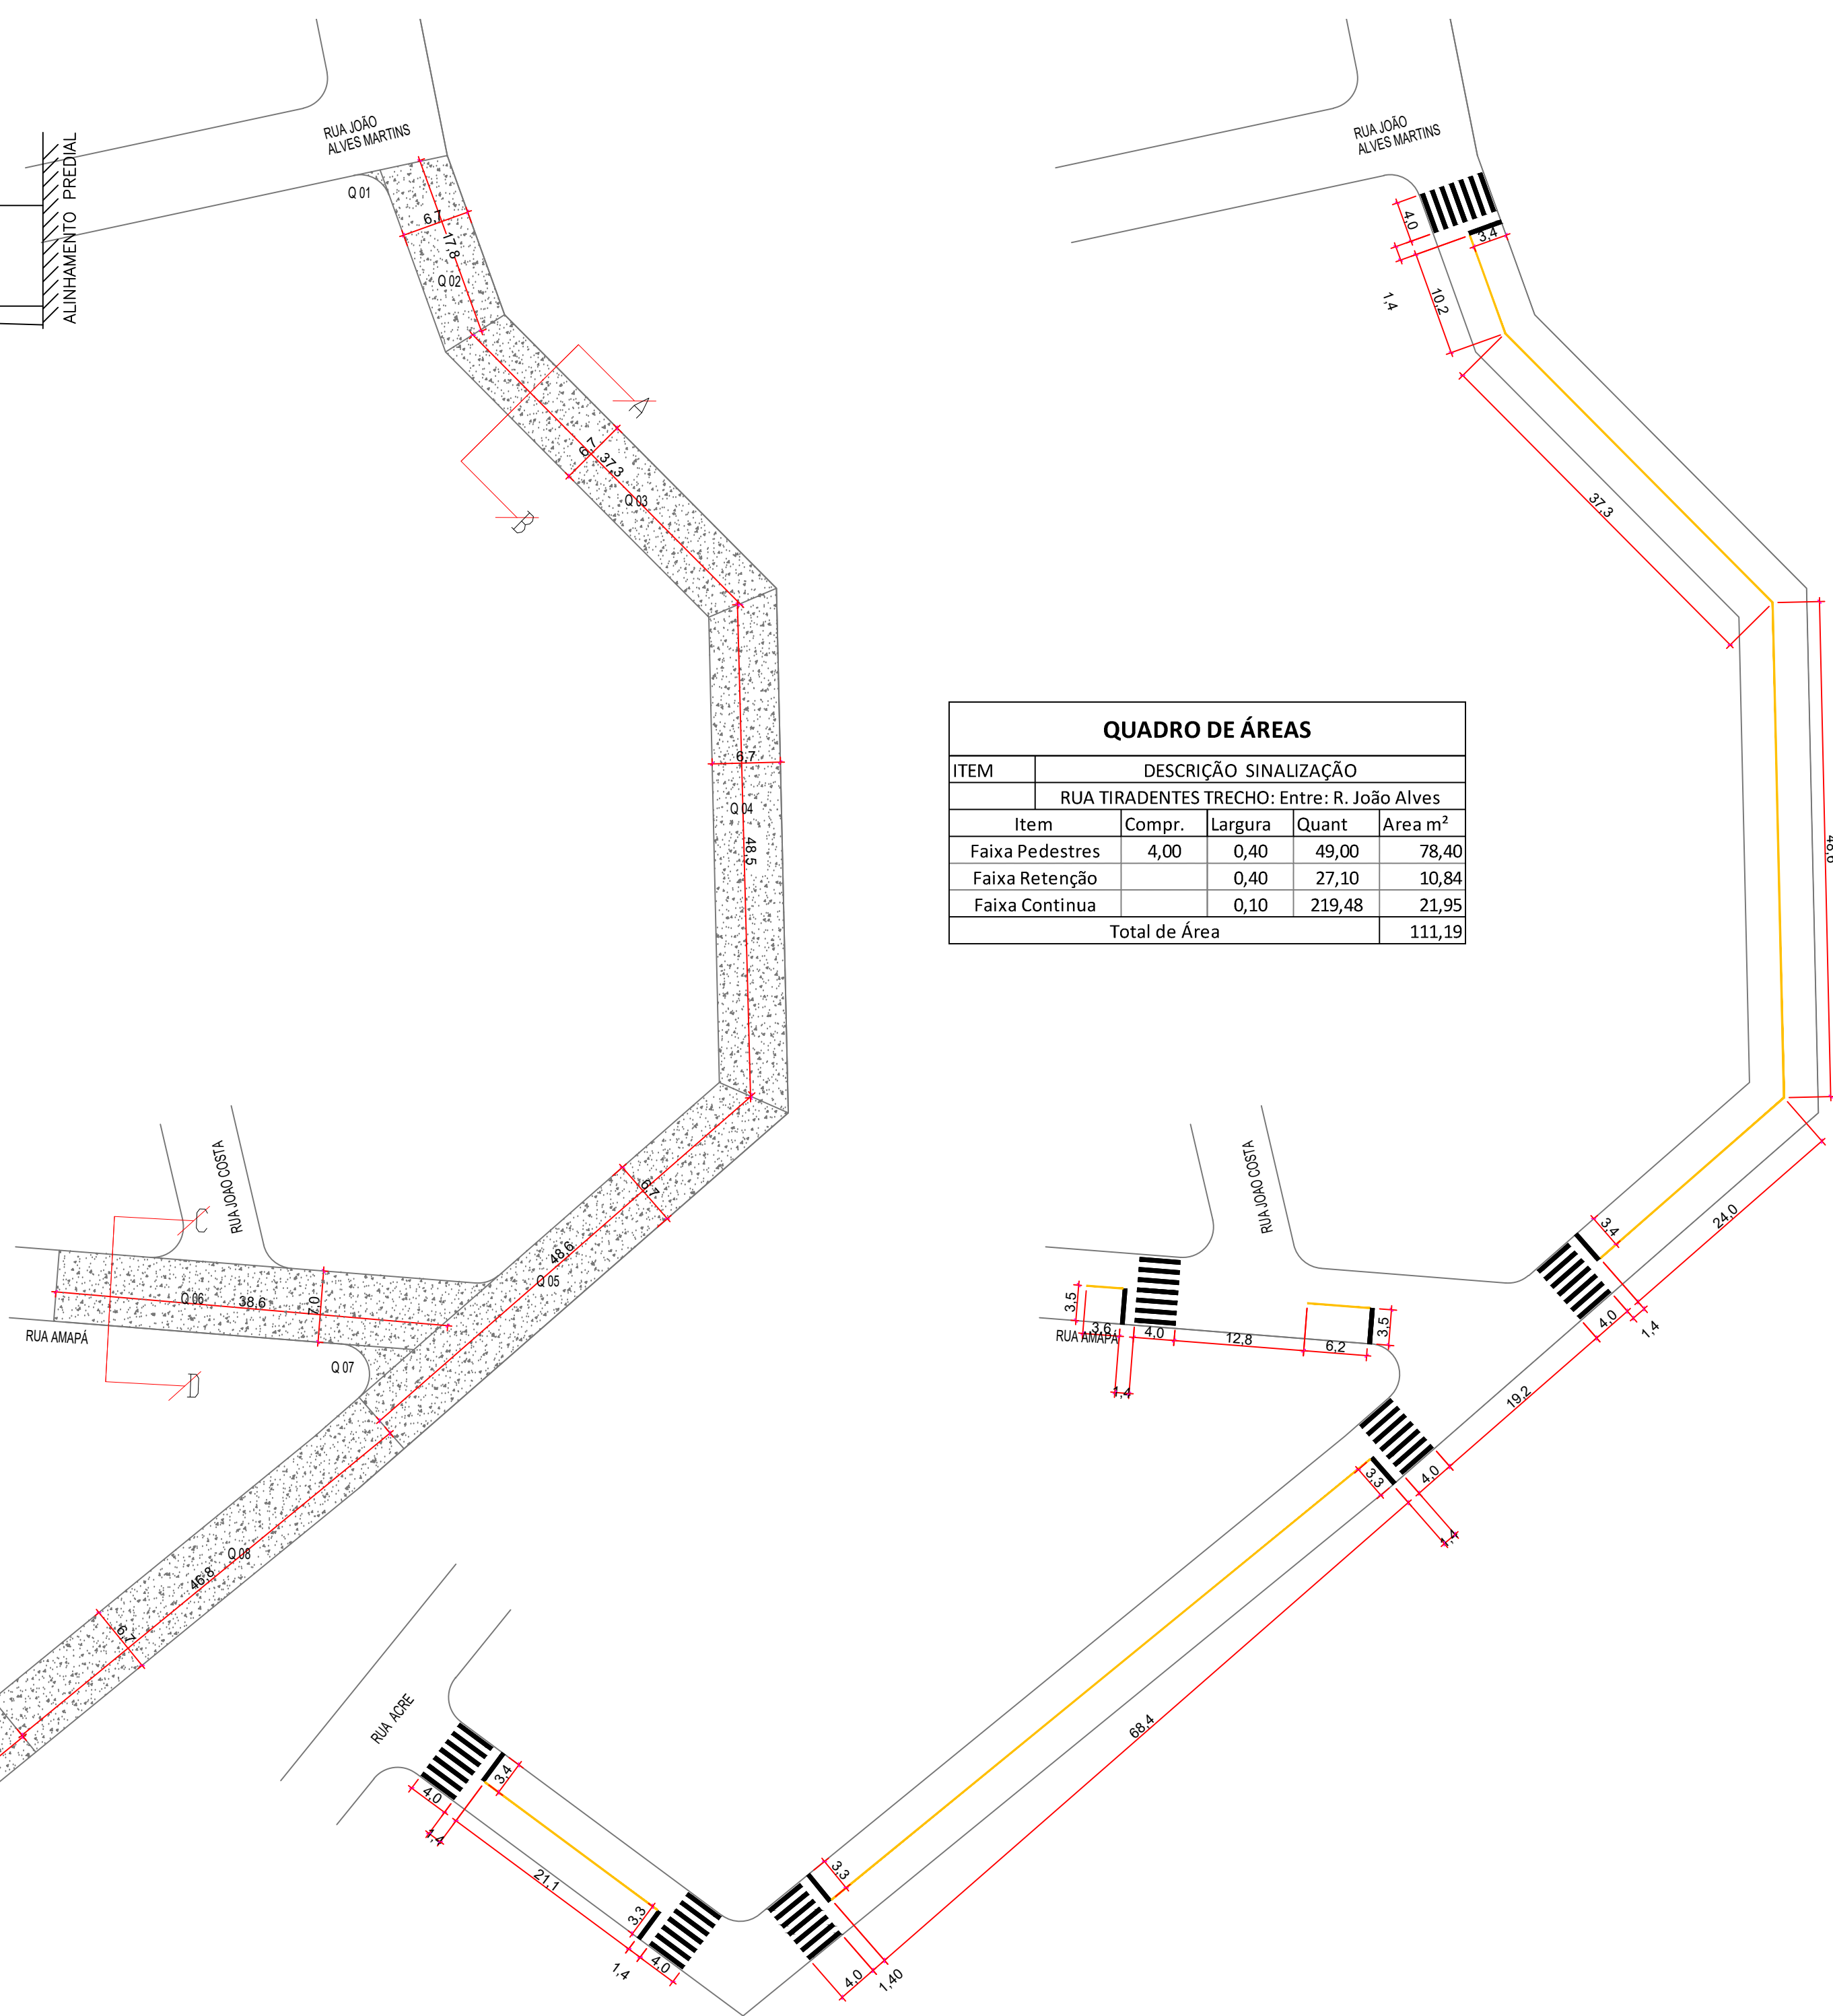 ALINHAMENTO PREDIAL
RUA JOÃO
ALVES MARTINS
Q 01
6,7
17,8
Q 02
A
6,7
37,3
Q 03
B
6,7
Q 04
48,5
6,7
48,6
Q 05
RUA JOAO COSTA
C
Q 06
38,6
7,0
RUA AMAPÁ
Q 07
D
Q 08
46,8
6,7
RUA JOÃO
ALVES MARTINS
4,0
3,4
1,4
10,2
37,3
QUADRO DE ÁREAS
ITEM DESCRIÇÃO SINALIZAÇÃO
RUA TIRADENTES TRECHO: Entre: R. João Alves
Item Compr. Largura Quant Area m²
Faixa Pedestres 4,00 0,40 49,00 78,40
Faixa Retenção 0,40 27,10 10,84
Faixa Continua 0,10 219,48 21,95
Total de Área 111,19
RUA JOAO COSTA
3,4
24,0
4,0
1,4
3,5
3,6
RUA AMAPÁ
4,0
12,8
6,2
3,5
1,4
19,2
3,3
4,0
1,4
68,4
RUA ACRE
3,4
4,0
1,4
21,1
3,3
1,4
4,0
3,3
4,0
1,40